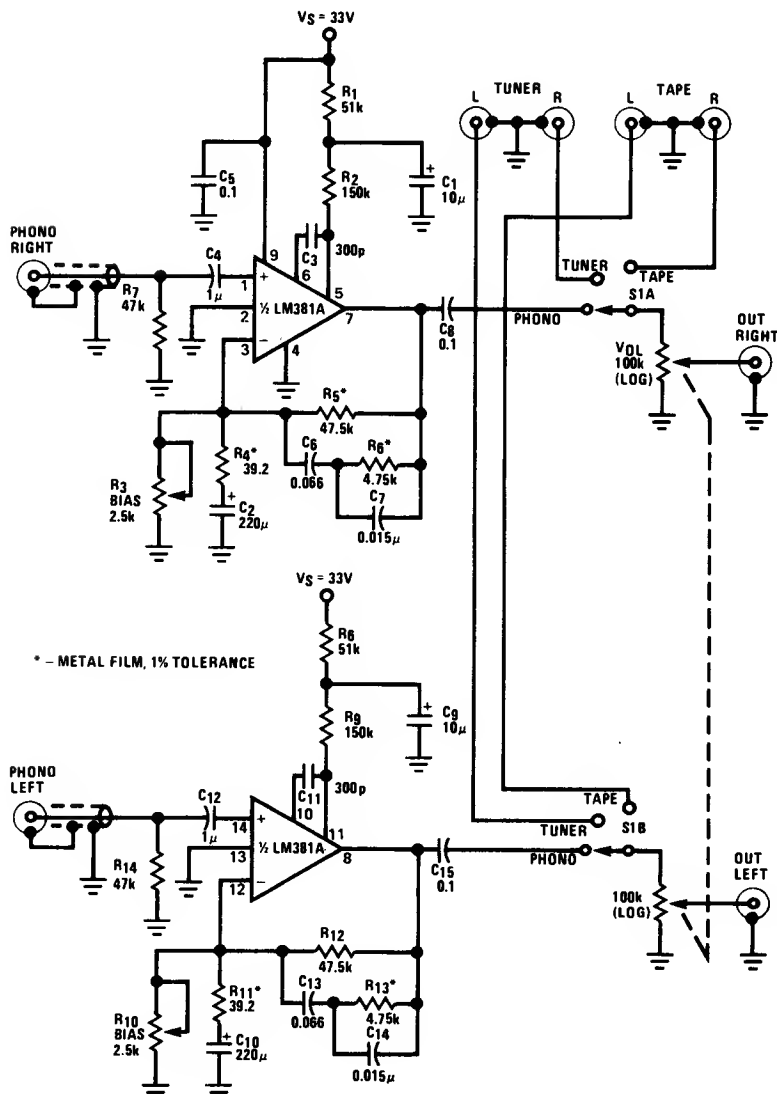 VS = 33V
R1
51k
L TUNER R
L TAPE R
C5
0.1
R2
150k
+
C1
10μ
PHONO
RIGHT
C4
1μ
R7
47k
C3
300p
9
6
5
+
1
2
½ LM381A
7
−
3
4
C8
0.1
TUNER
TAPE
S1A
PHONO
VOL
100k
(LOG)
OUT
RIGHT
R5*
47.5k
C6
0.066
R6*
4.75k
C7
0.015μ
R4*
39.2
+
C2
220μ
R3
BIAS
2.5k
VS = 33V
R6
51k
* – METAL FILM, 1% TOLERANCE
R9
150k
+
C9
10μ
PHONO
LEFT
C12
1μ
R14
47k
C11
300p
10
11
14
+
13
½ LM381A
8
12
−
C15
0.1
TAPE
TUNER
S1B
PHONO
100k
(LOG)
OUT
LEFT
R12
47.5k
C13
0.066
R13*
4.75k
C14
0.015μ
R11*
39.2
+
C10
220μ
R10
BIAS
2.5k